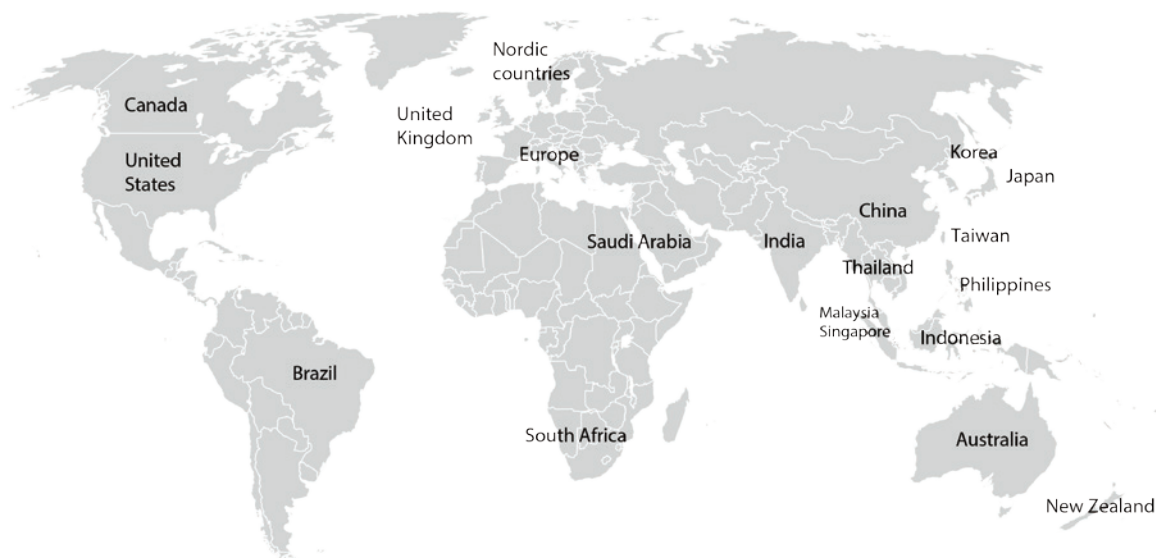 Nordic
countries
Canada
United
Kingdom
United
States
Europe
Korea
Japan
China
Taiwan
Saudi Arabia
India
Thailand
Philippines
Malaysia
Singapore
Indonesia
Brazil
South Africa
Australia
New Zealand